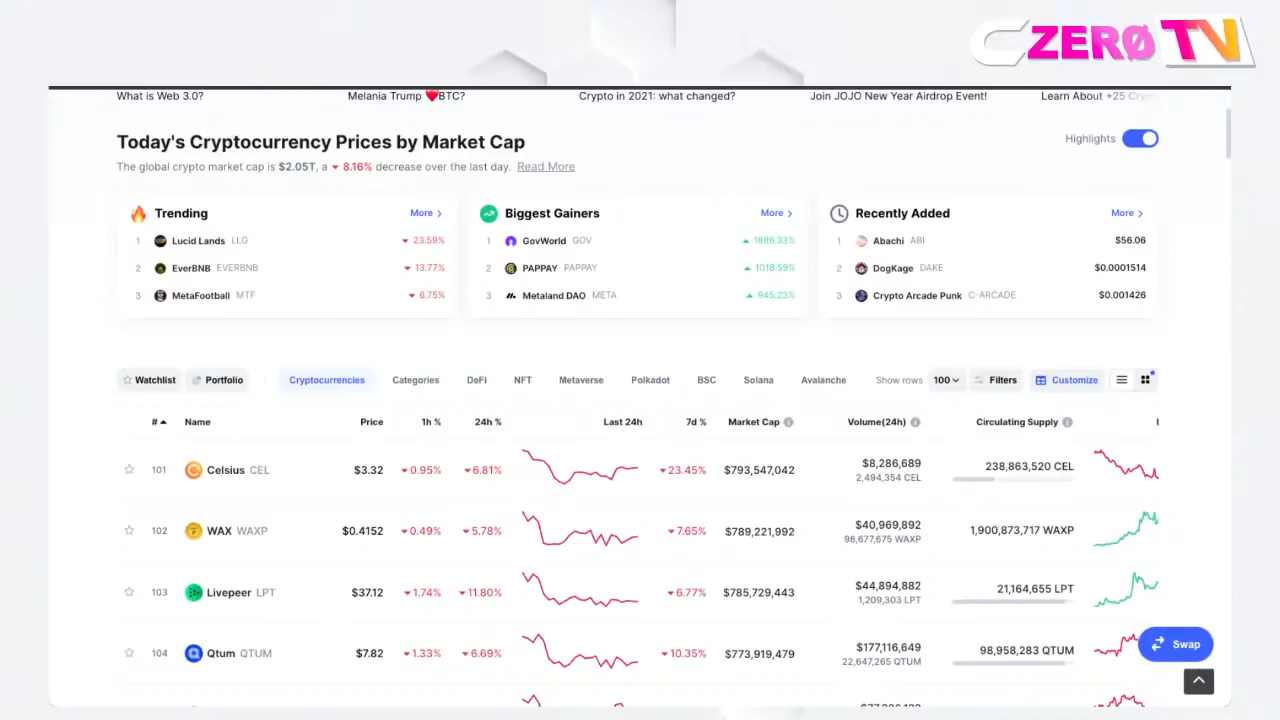 CZERØ TV
What is Web 3.0? Melania Trump ❤️BTC? Crypto in 2021: what changed? Join JOJO New Year Airdrop Event! Learn About +25 Cryp
Today's Cryptocurrency Prices by Market Cap
Highlights
The global crypto market cap is $2.05T, a ▼ 8.16% decrease over the last day. Read More
Trending More >
1 Lucid Lands LLG ▼ 23.59%
2 EverBNB EVERBNB ▼ 13.77%
3 MetaFootball MTF ▼ 6.75%
Biggest Gainers More >
1 GovWorld GOV ▲ 1886.33%
2 PAPPAY PAPPAY ▲ 1018.59%
3 Metaland DAO META ▲ 945.23%
Recently Added More >
1 Abachi ABI $56.06
2 DogKage DAKE $0.0001514
3 Crypto Arcade Punk C-ARCADE $0.001426
Watchlist Portfolio Cryptocurrencies Categories DeFi NFT Metaverse Polkadot BSC Solana Avalanche Show rows 100 Filters Customize
# ▲ Name Price 1h % 24h % Last 24h 7d % Market Cap Volume(24h) Circulating Supply
101 Celsius CEL $3.32 ▼0.95% ▼6.81% ▼23.45% $793,547,042 $8,286,689 238,863,520 CEL
2,494,354 CEL
102 WAX WAXP $0.4152 ▼0.49% ▼5.78% ▼7.65% $789,221,992 $40,969,892 1,900,873,717 WAXP
98,677,675 WAXP
103 Livepeer LPT $37.12 ▼1.74% ▼11.80% ▼6.77% $785,729,443 $44,894,882 21,164,655 LPT
1,209,303 LPT
104 Qtum QTUM $7.82 ▼1.33% ▼6.69% ▼10.35% $773,919,479 $177,116,649 98,958,283 QTUM
22,647,265 QTUM
Swap